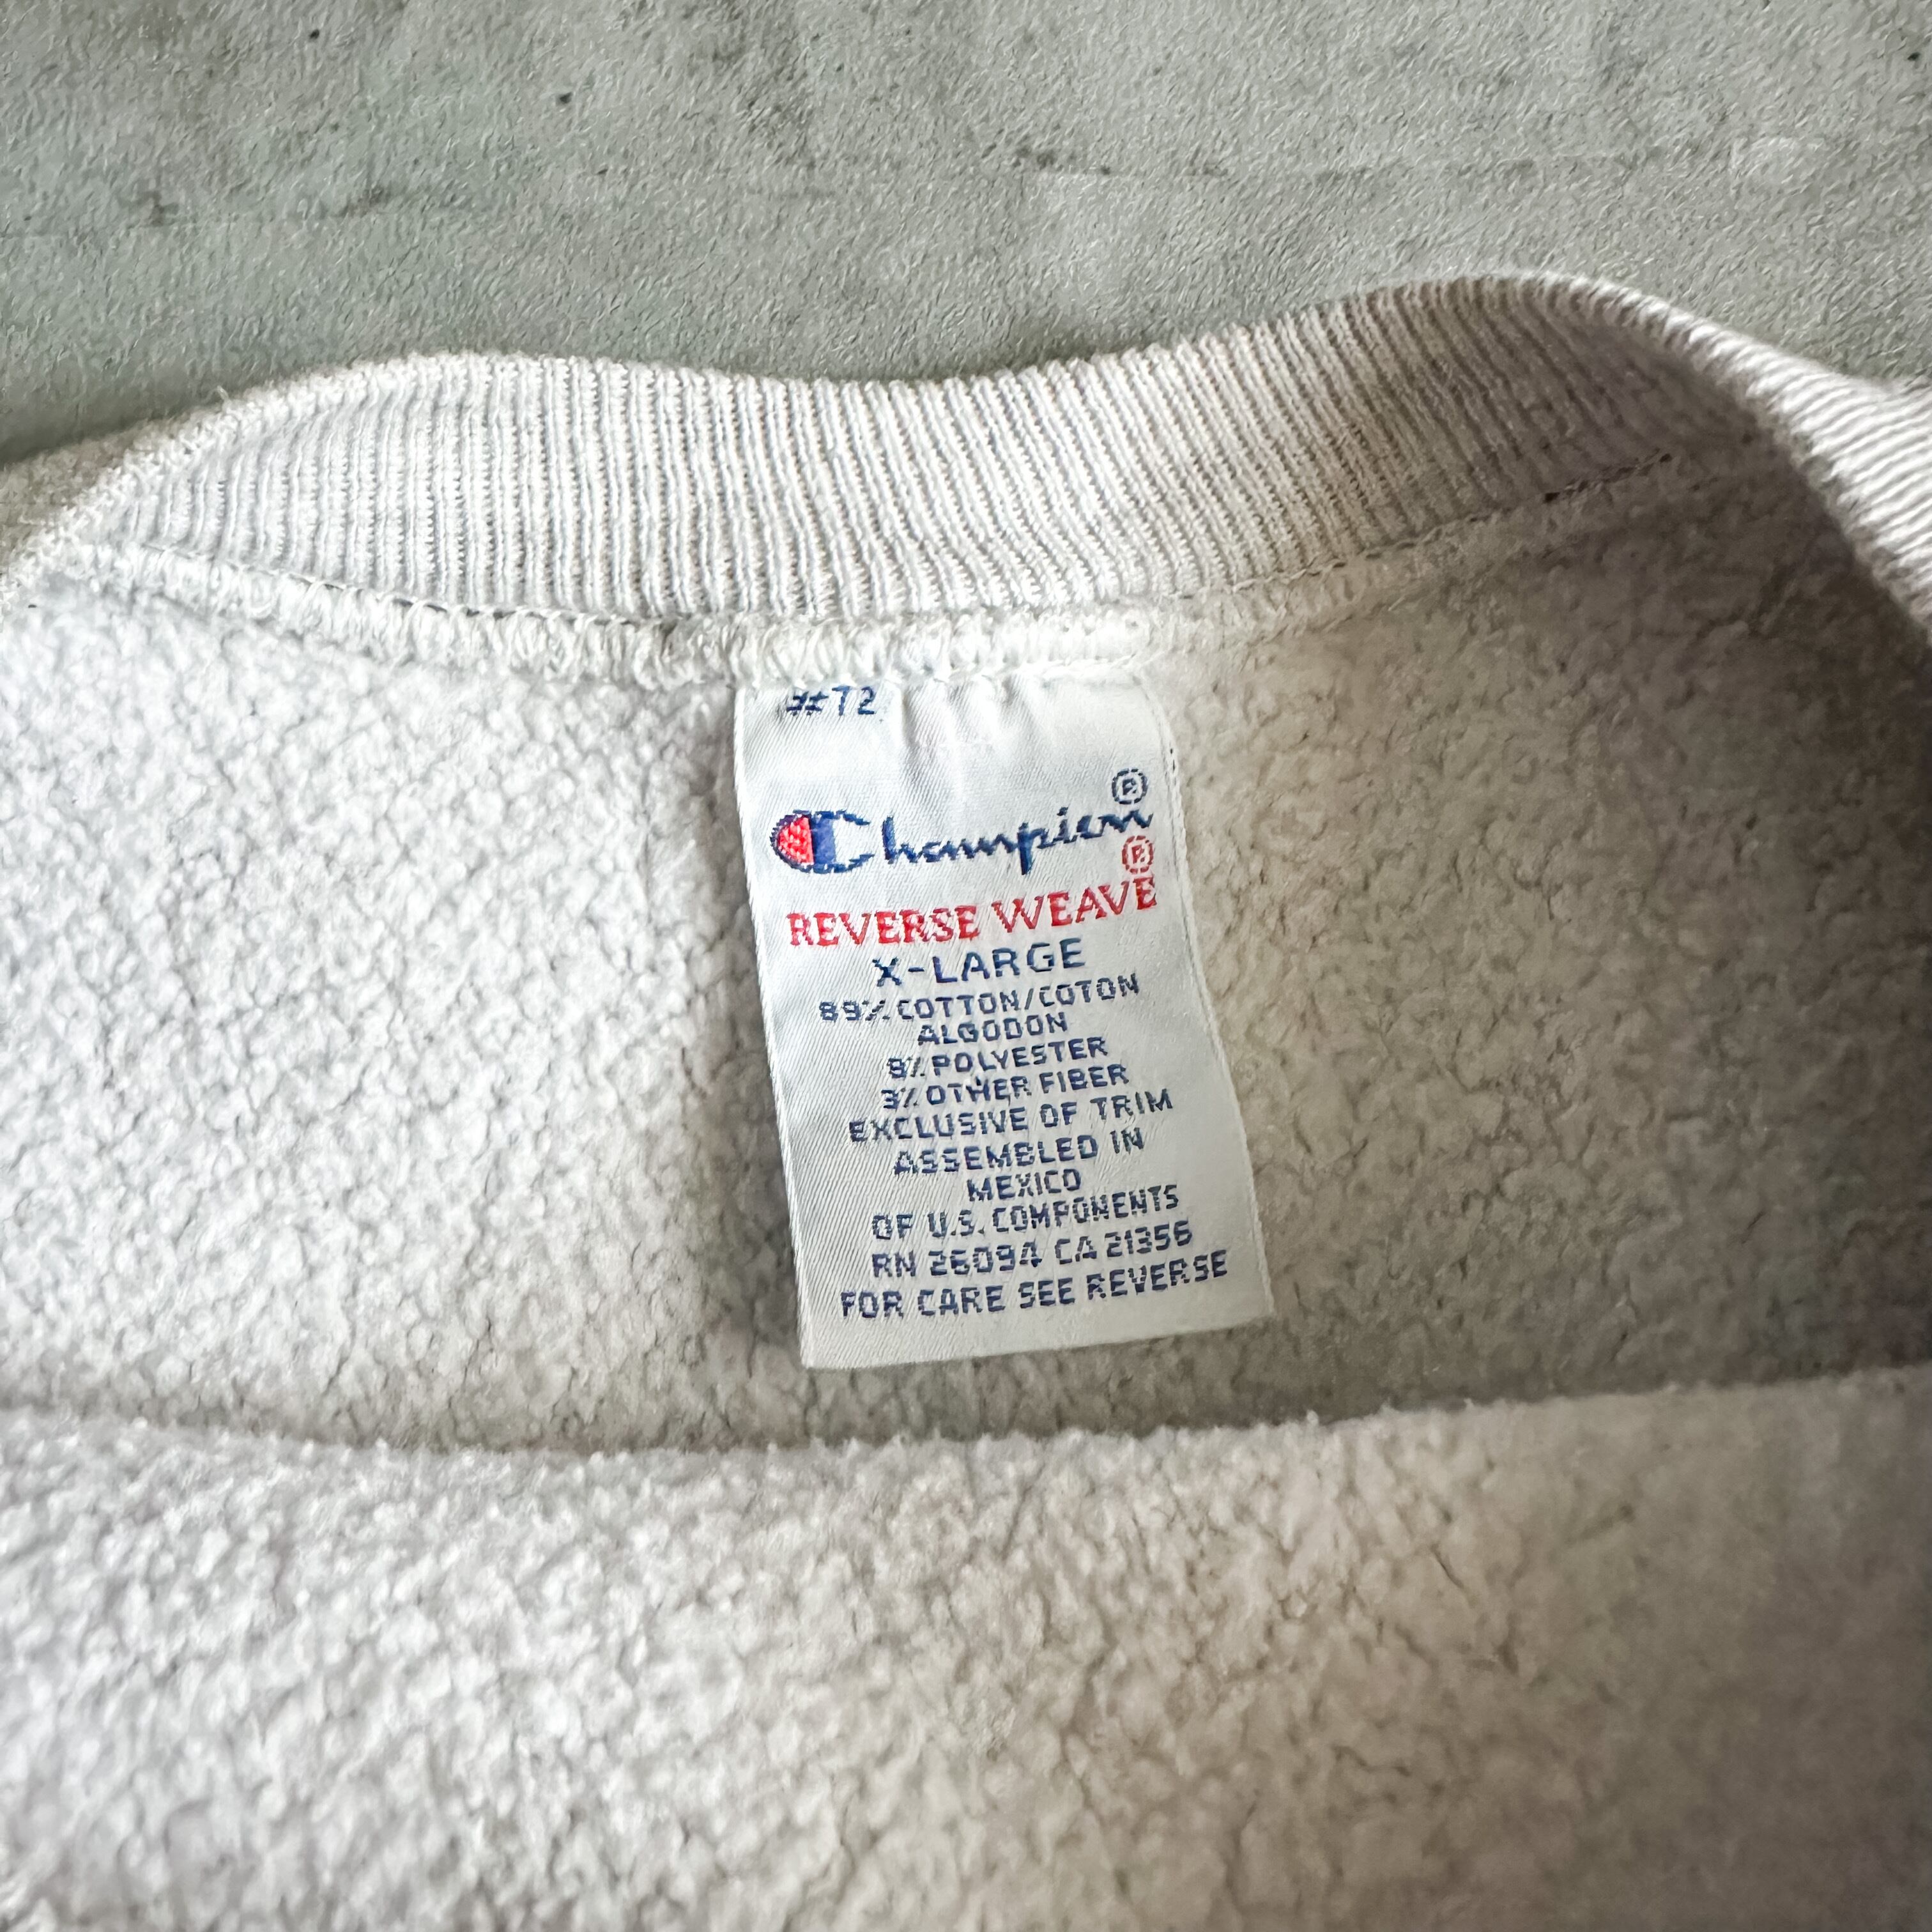 #T2
Champion®
REVERSE WEAVE®
X-LARGE
89% COTTON/COTON
ALGODON
8% POLYESTER
3% OTHER FIBER
EXCLUSIVE OF TRIM
ASSEMBLED IN
MEXICO
OF U.S. COMPONENTS
RN 26094 CA 21356
FOR CARE SEE REVERSE